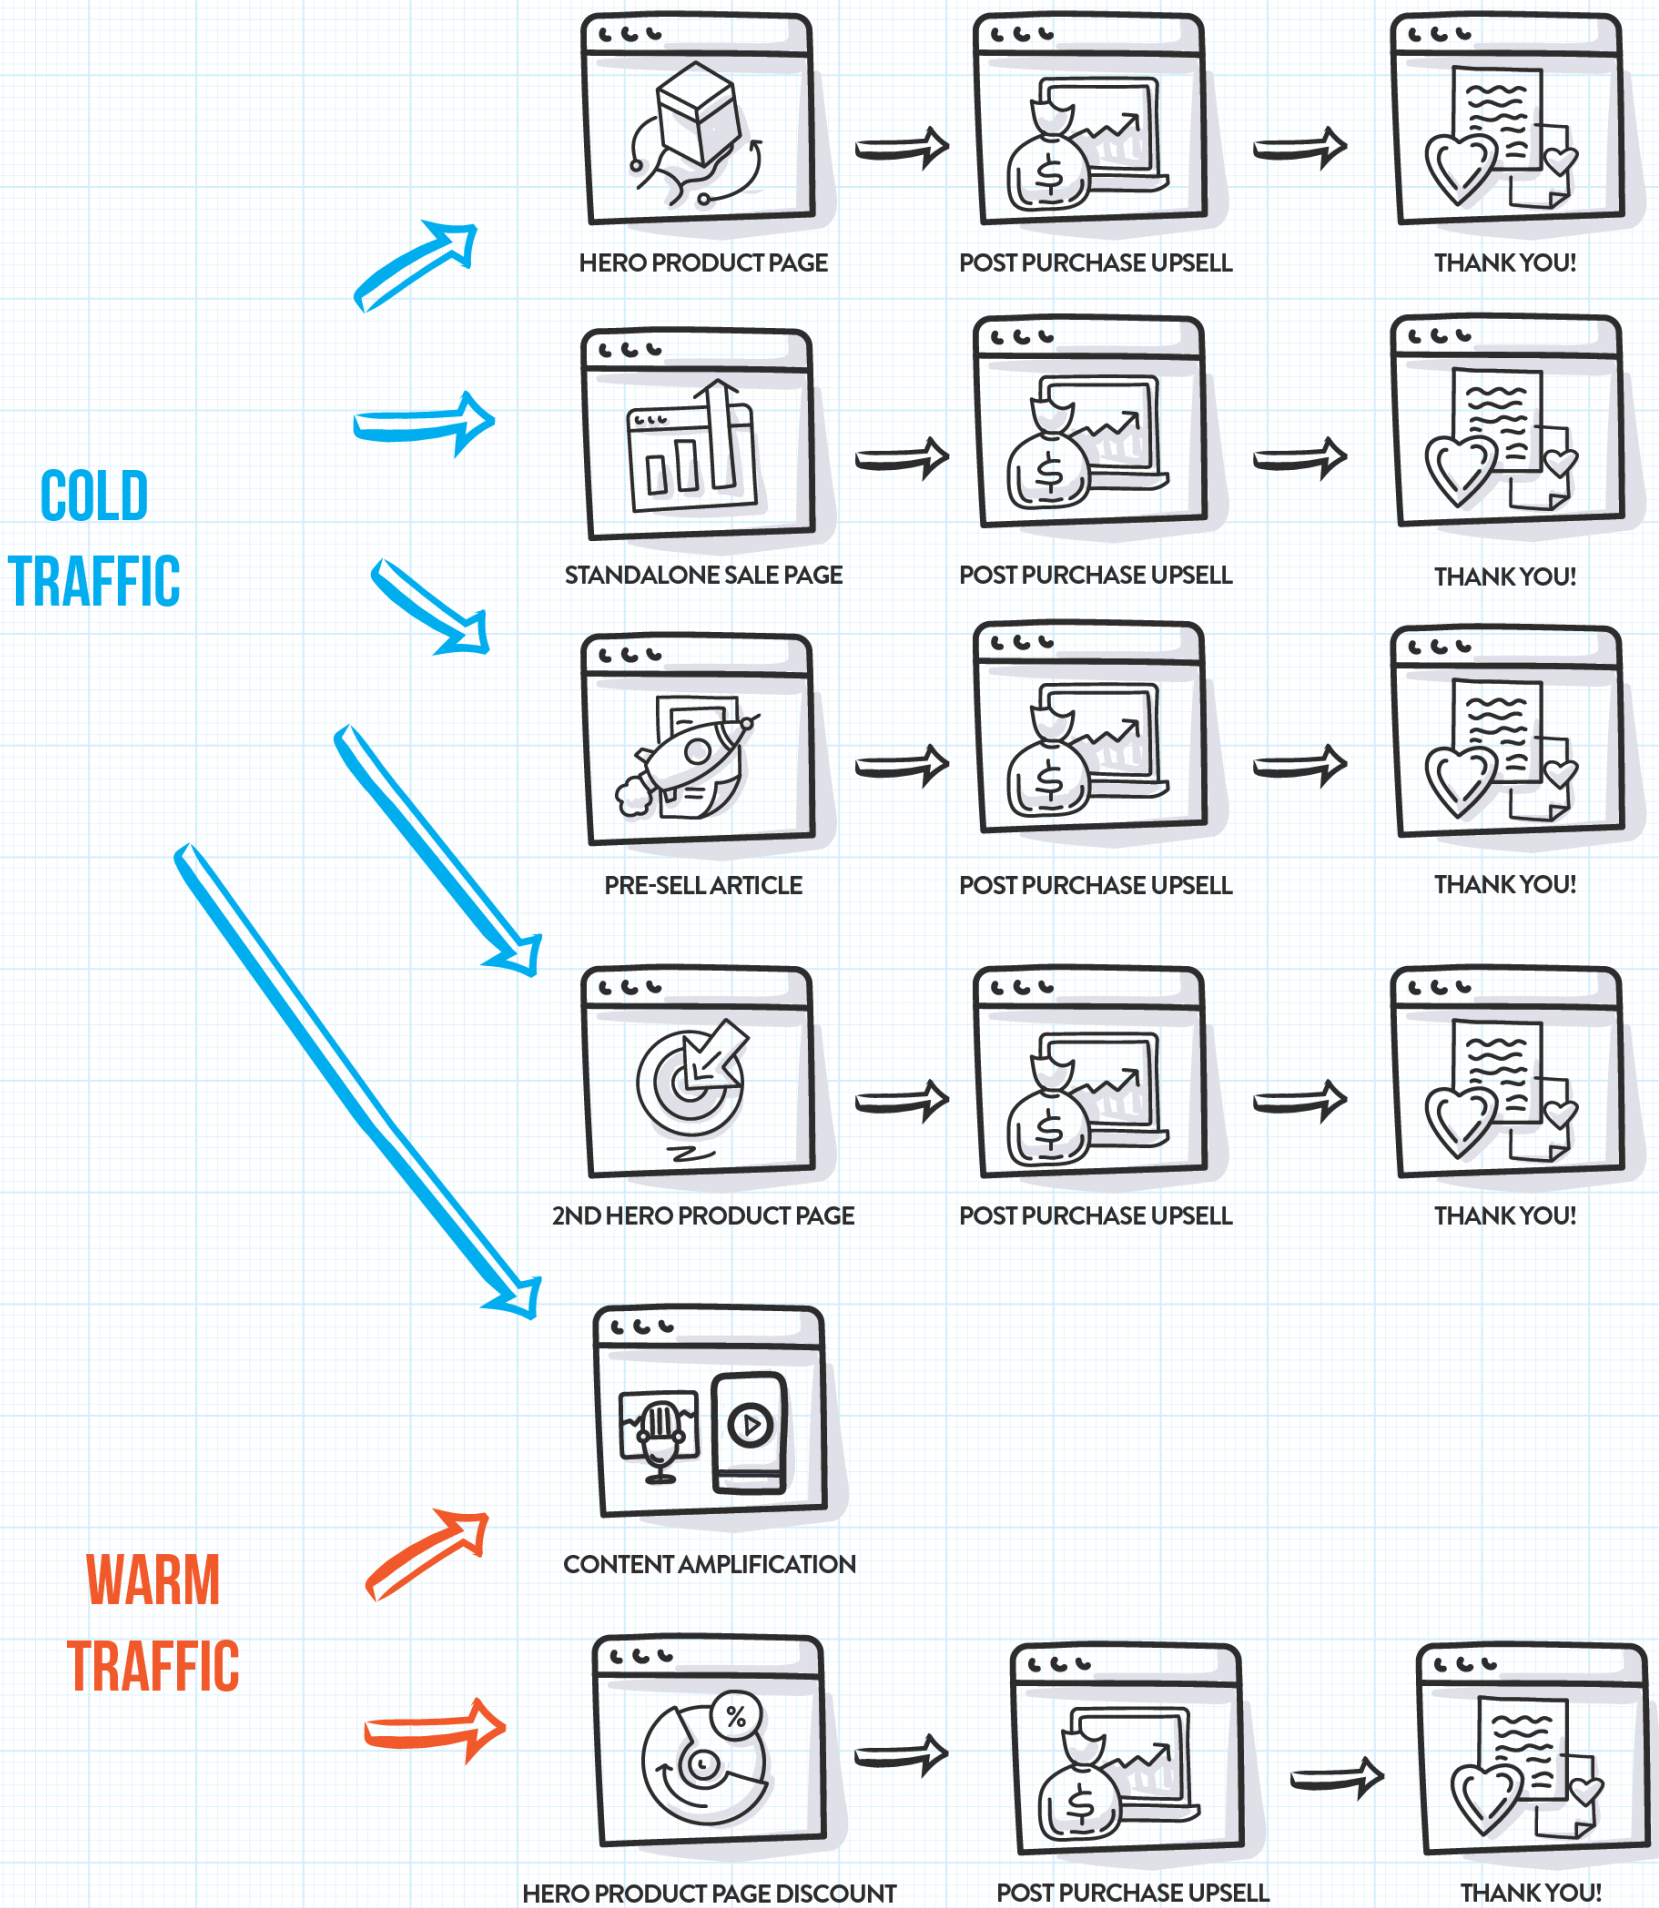 HERO PRODUCT PAGE
POST PURCHASE UPSELL
THANK YOU!
COLD
TRAFFIC
STANDALONE SALE PAGE
POST PURCHASE UPSELL
THANK YOU!
PRE-SELL ARTICLE
POST PURCHASE UPSELL
THANK YOU!
2ND HERO PRODUCT PAGE
POST PURCHASE UPSELL
THANK YOU!
CONTENT AMPLIFICATION
WARM
TRAFFIC
HERO PRODUCT PAGE DISCOUNT
POST PURCHASE UPSELL
THANK YOU!